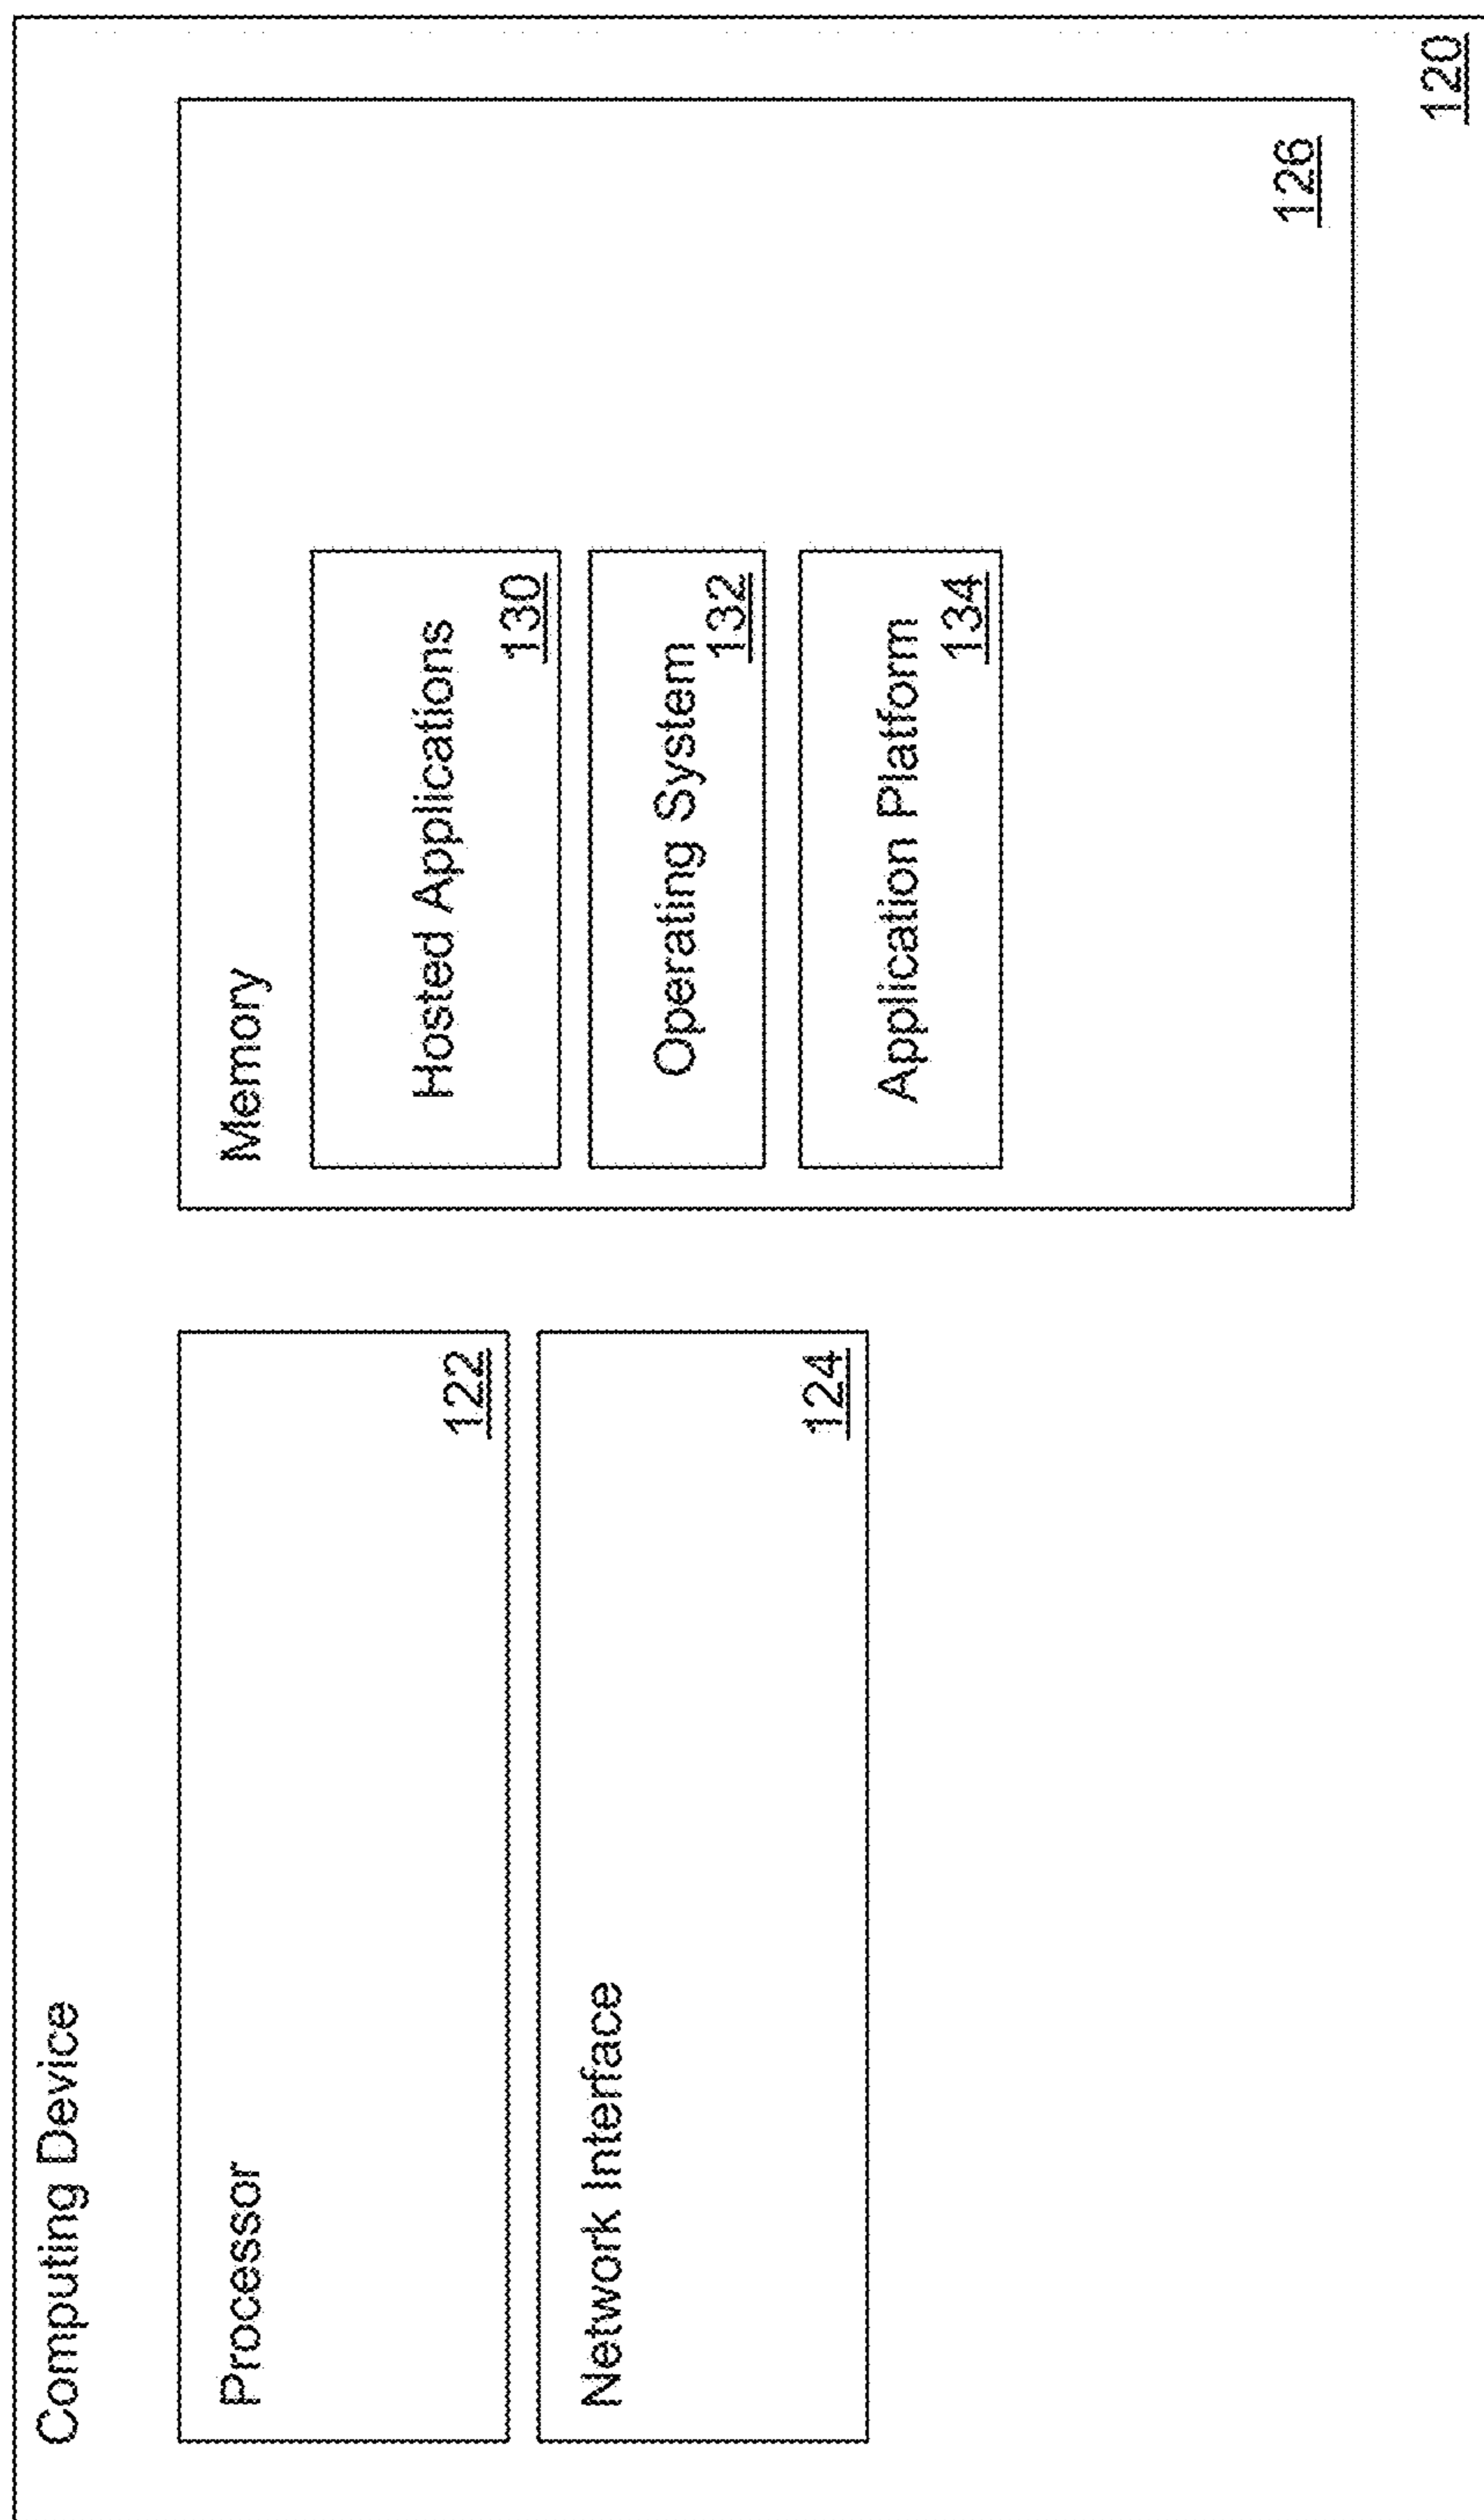 Computing Device
Processor
122
Network Interface
124
Memory
Hosted Applications
130
Operating System
132
Application Platform
134
126
120